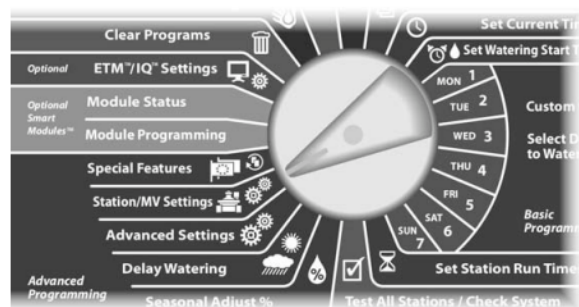 Clear Programs
Optional
ETM™/IQ™ Settings
Optional
Smart
Modules™
Module Status
Module Programming
Special Features
Station/MV Settings
Advanced Settings
Delay Watering
Advanced
Programming
Seasonal Adjust %
%
Set Current Ti
Set Watering Start T
MON 1
TUE 2
WED 3
THU 4
FRI 5
SAT 6
SUN 7
Custom
Select D
to Wate
Basic
Program
Set Station Run Time
Test All Stations / Check System